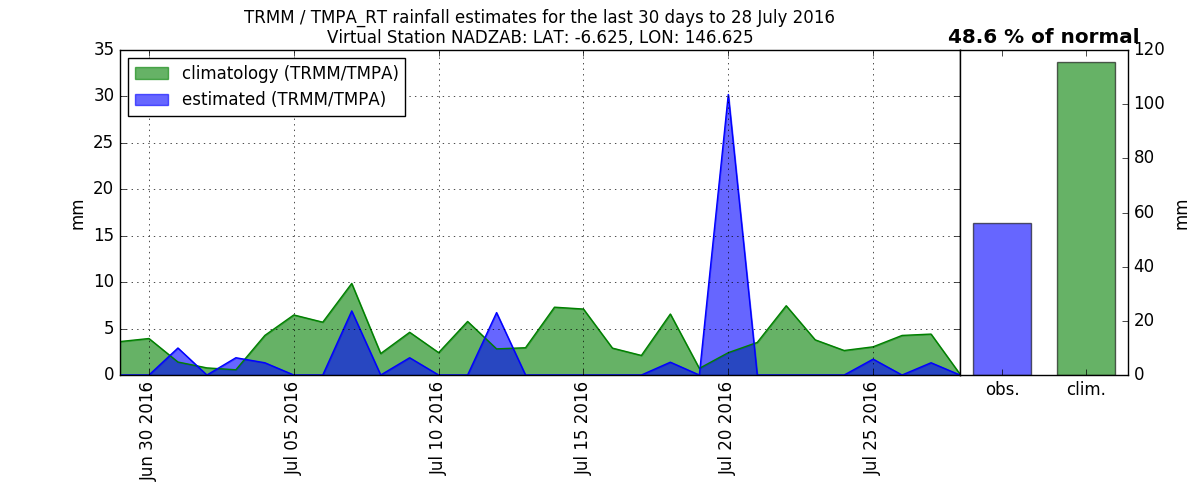 TRMM / TMPA_RT rainfall estimates for the last 30 days to 28 July 2016
Virtual Station NADZAB: LAT: -6.625, LON: 146.625
48.6 % of normal
climatology (TRMM/TMPA)
estimated (TRMM/TMPA)
35
30
25
20
15
10
5
0
mm
Jun 30 2016
Jul 05 2016
Jul 10 2016
Jul 15 2016
Jul 20 2016
Jul 25 2016
obs.
clim.
120
100
80
60
40
20
0
mm